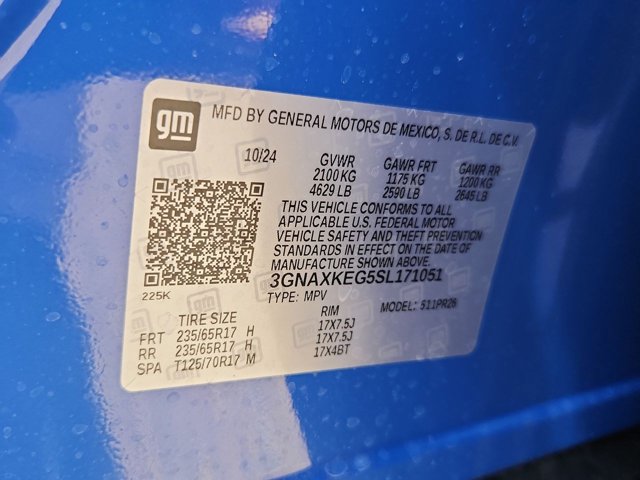 gm
MFD BY GENERAL MOTORS DE MEXICO, S. DE R.L. DE C.V.
10/24 GVWR GAWR FRT GAWR RR
2100 KG 1175 KG 1200 KG
4629 LB 2590 LB 2645 LB
THIS VEHICLE CONFORMS TO ALL
APPLICABLE U.S. FEDERAL MOTOR
VEHICLE SAFETY AND THEFT PREVENTION
STANDARDS IN EFFECT ON THE DATE OF
MANUFACTURE SHOWN ABOVE.
225K
3GNAXKEG5SL171051
TYPE: MPV MODEL: 511PR26
TIRE SIZE RIM
FRT 235/65R17 H 17X7.5J
RR 235/65R17 H 17X7.5J
SPA T125/70R17 M 17X4BT